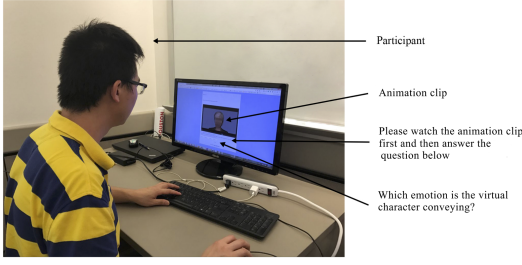 Participant
Animation clip
Please watch the animation clip
first and then answer the
question below
Which emotion is the virtual
character conveying?